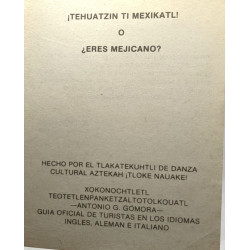 ¡TEHUATZIN TI MEXIKATL!
O
¿ERES MEJICANO?
HECHO POR EL TLAKATEKUHTLI DE DANZA
CULTURAL AZTEKAH ¡TLOKE NAUAKE!
XOKONOCHTLETL
TEOTETLENPANKETZALTOTOLKOUATL
—ANTONIO G. GOMORA—
GUIA OFICIAL DE TURISTAS EN LOS IDIOMAS
INGLES, ALEMAN E ITALIANO